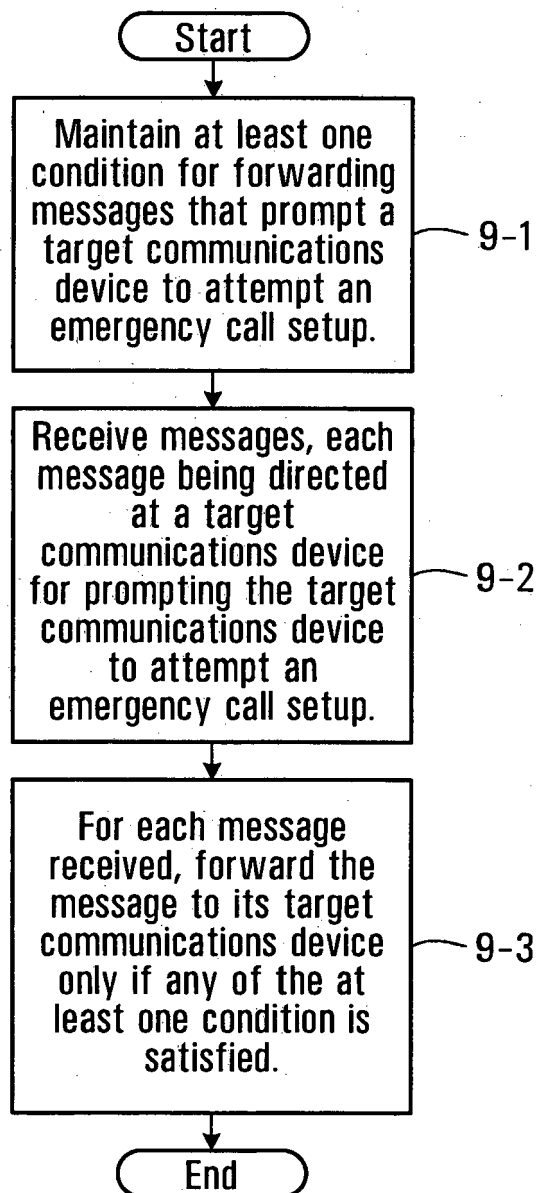 Start
Maintain at least one
condition for forwarding
messages that prompt a
target communications
device to attempt an
emergency call setup.
9-1
Receive messages, each
message being directed
at a target
communications device
for prompting the target
communications device
to attempt an
emergency call setup.
9-2
For each message
received, forward the
message to its target
communications device
only if any of the at
least one condition is
satisfied.
9-3
End